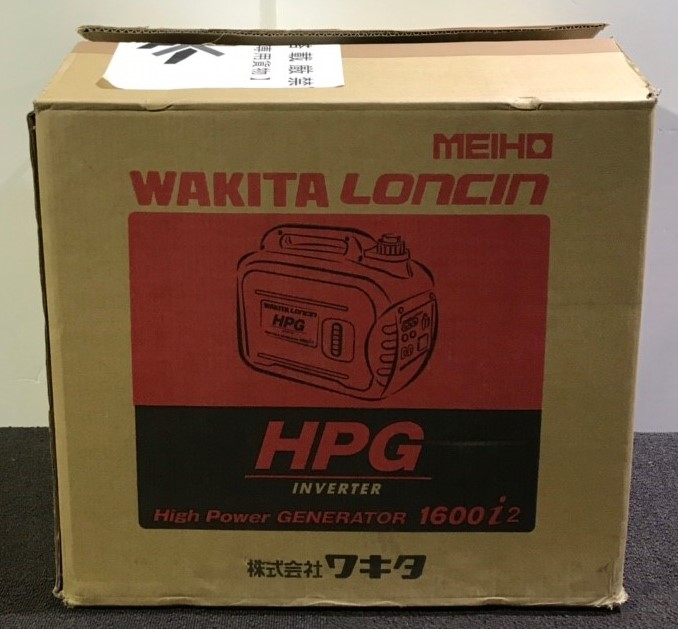 MEIHO
WAKITA LONCIN
WAKITA LONCIN
HPG
HPG
INVERTER
High Power GENERATOR 1600i2
株式会社ワキタ